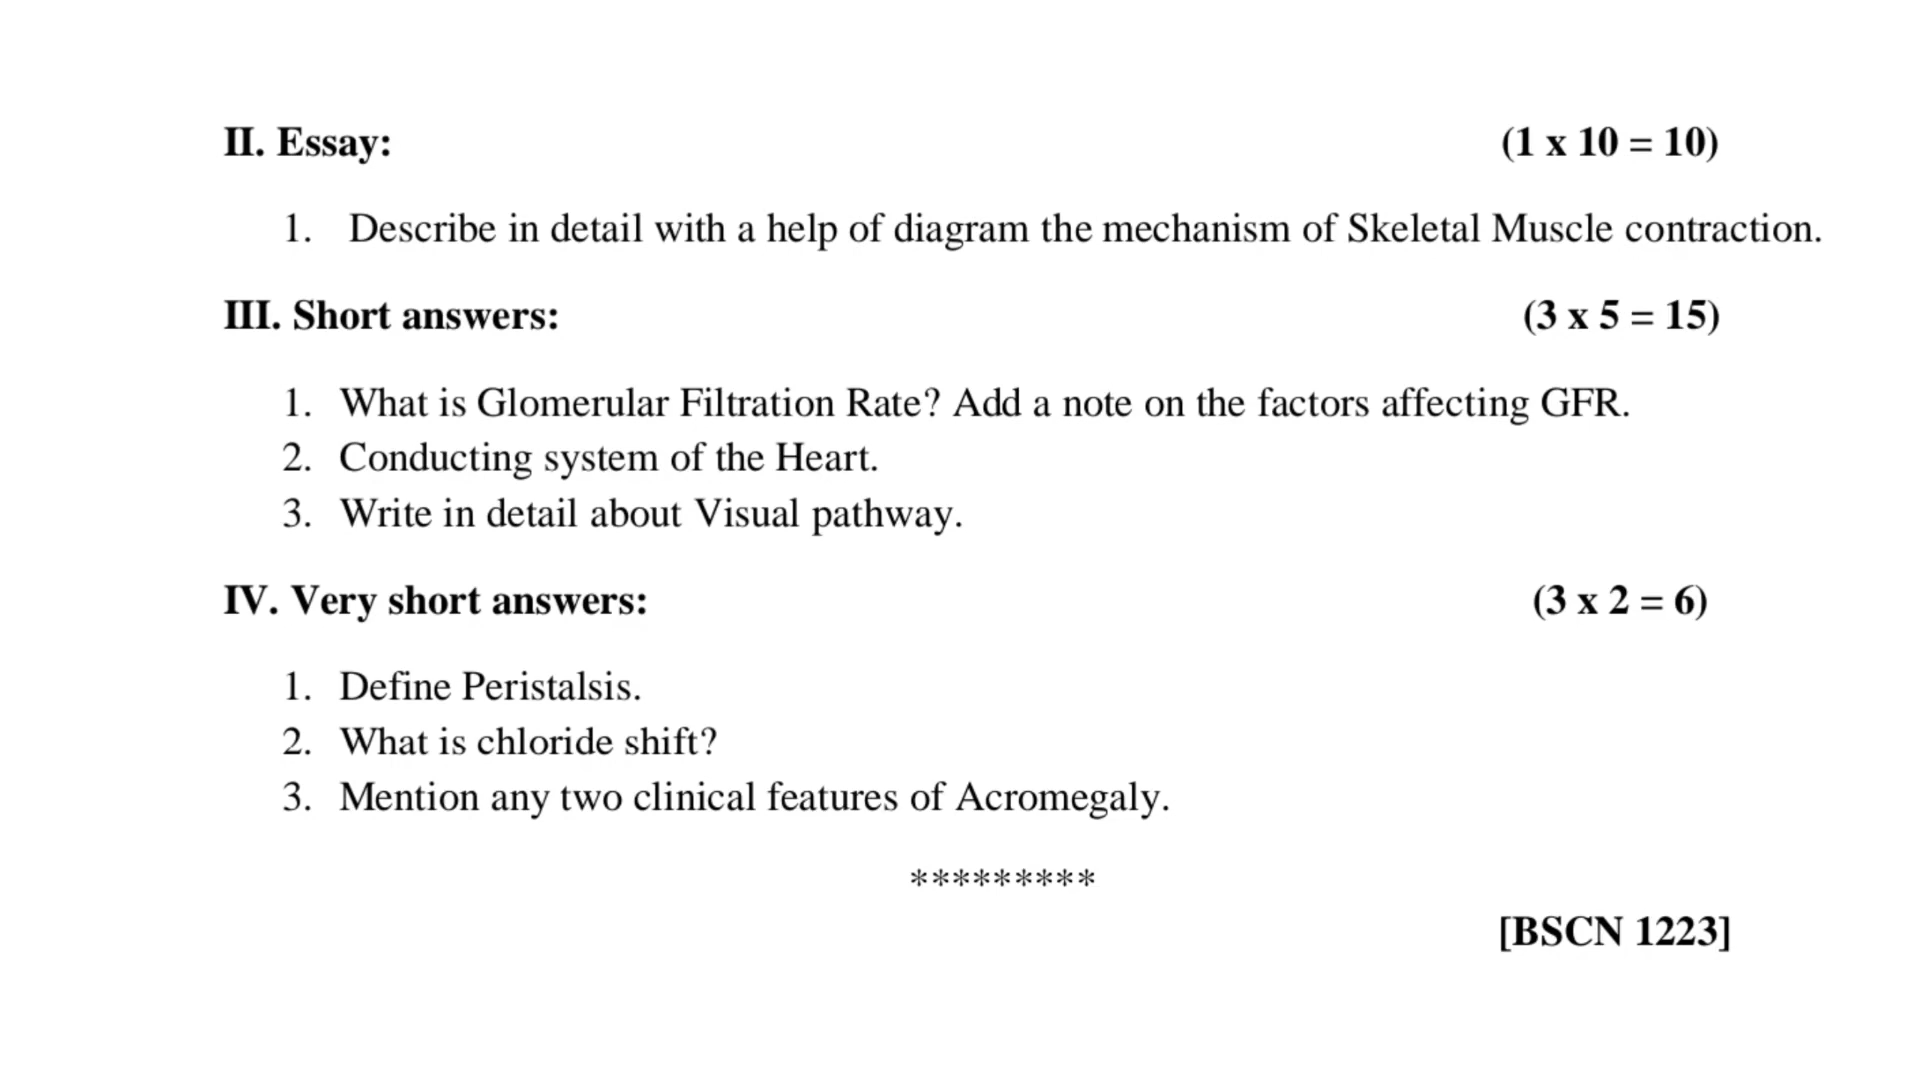 II. Essay: (1 x 10 = 10)
1. Describe in detail with a help of diagram the mechanism of Skeletal Muscle contraction.
III. Short answers: (3 x 5 = 15)
1. What is Glomerular Filtration Rate? Add a note on the factors affecting GFR.
2. Conducting system of the Heart.
3. Write in detail about Visual pathway.
IV. Very short answers: (3 x 2 = 6)
1. Define Peristalsis.
2. What is chloride shift?
3. Mention any two clinical features of Acromegaly.
*********
[BSCN 1223]